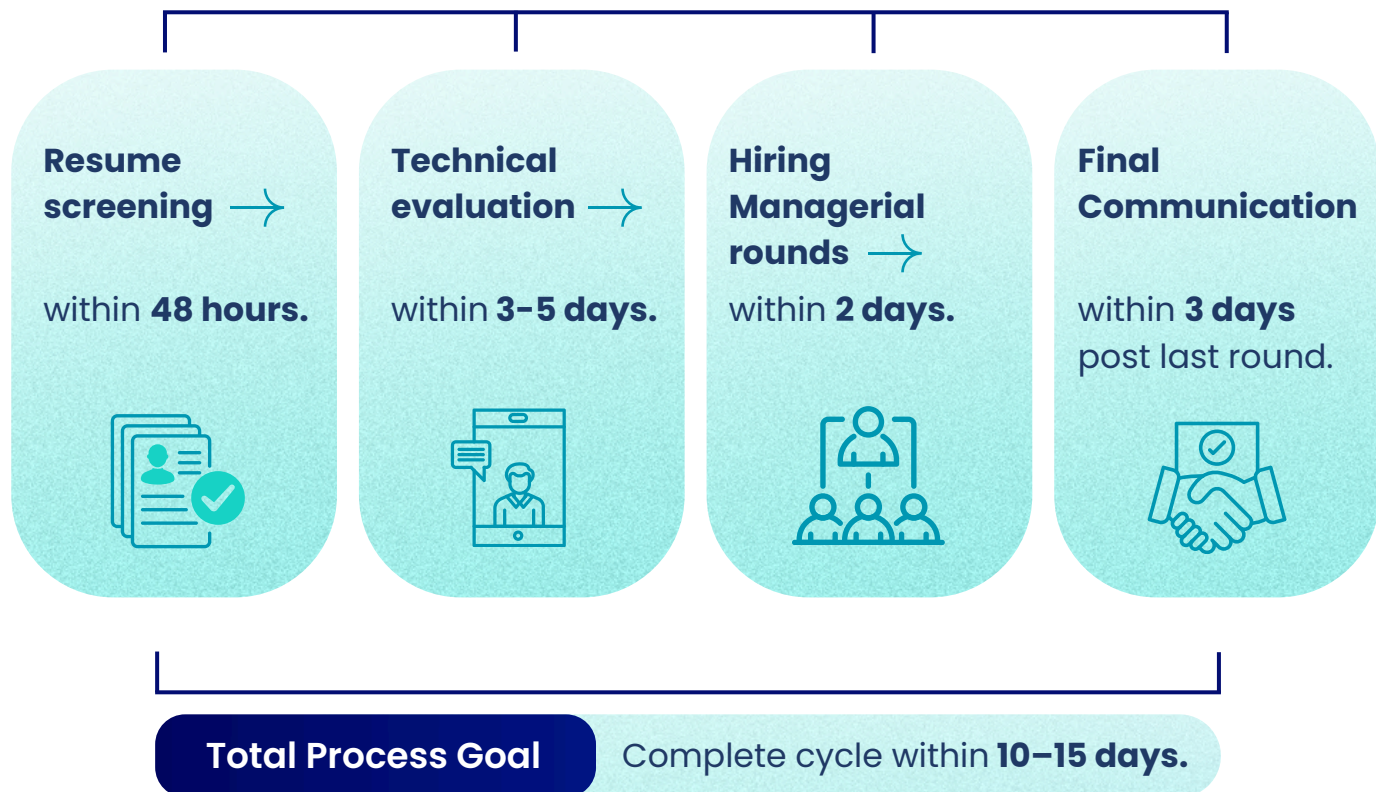 Resume
screening
within 48 hours.
Technical
evaluation
within 3-5 days.
Hiring
Managerial
rounds
within 2 days.
Final
Communication
within 3 days
post last round.
Total Process Goal
Complete cycle within 10–15 days.